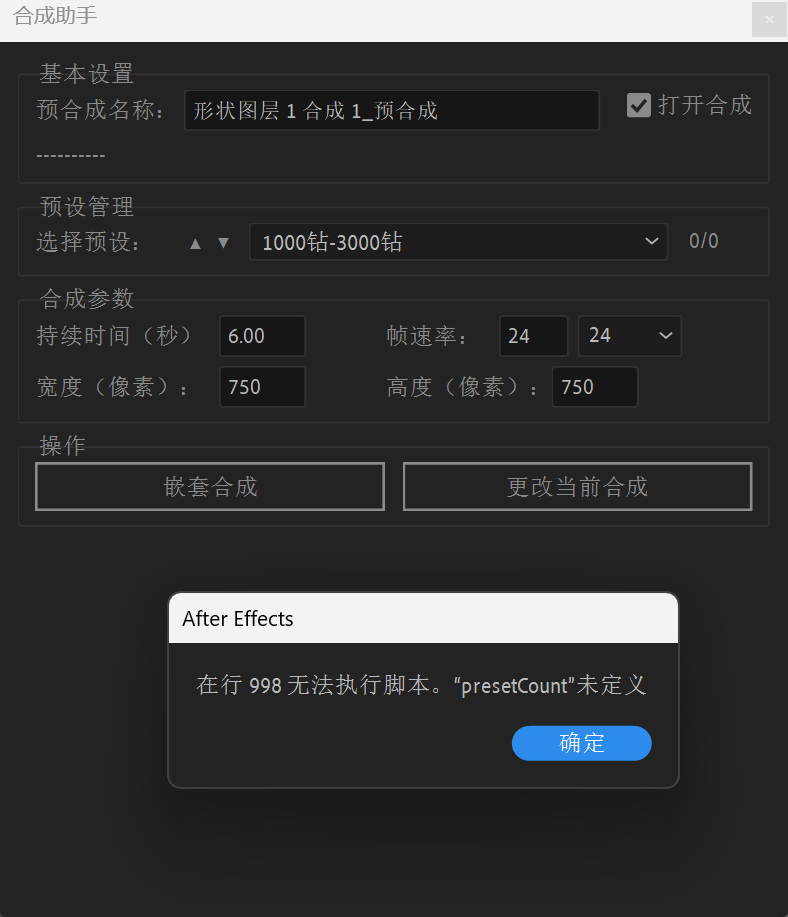 合成助手
基本设置
预合成名称： 形状图层 1 合成 1_预合成 打开合成
----------
预设管理
选择预设： ▲ ▼ 1000钻-3000钻 0/0
合成参数
持续时间（秒） 6.00 帧速率： 24 24
宽度（像素）： 750 高度（像素）： 750
操作
嵌套合成 更改当前合成
After Effects
在行 998 无法执行脚本。“presetCount”未定义
确定